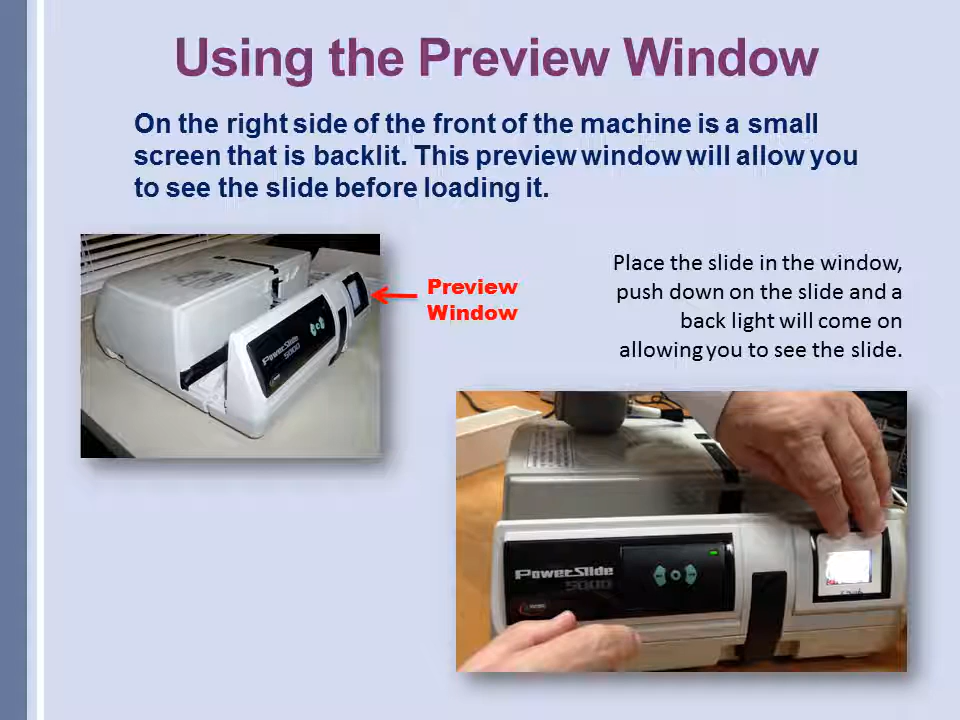 Using the Preview Window
On the right side of the front of the machine is a small
screen that is backlit. This preview window will allow you
to see the slide before loading it.
Place the slide in the window,
push down on the slide and a
back light will come on
allowing you to see the slide.
Preview
Window
PowerSlide
5000
PowerSlide
5000